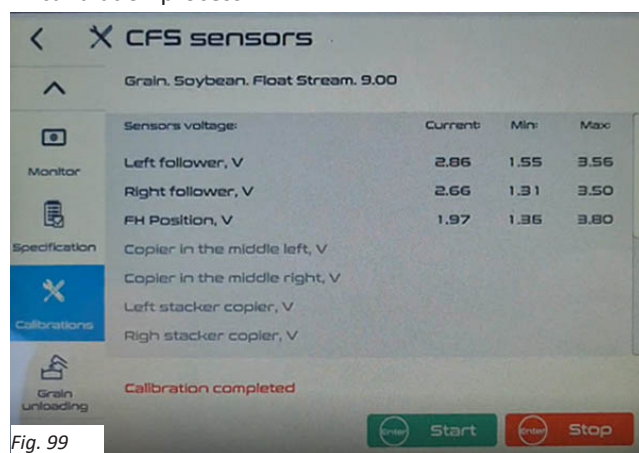 CFS sensors
Grain. Soybean. Float Stream. 9.00
Sensors voltage: Current: Min: Max:
Left follower, V 2.86 1.55 3.56
Right follower, V 2.66 1.31 3.50
FH Position, V 1.97 1.36 3.80
Copier in the middle left, V
Copier in the middle right, V
Left stacker copier, V
Righ stacker copier, V
Calibration completed
Monitor
Specification
Calibrations
Grain
unloading
Enter Start
Enter Stop
Fig. 99